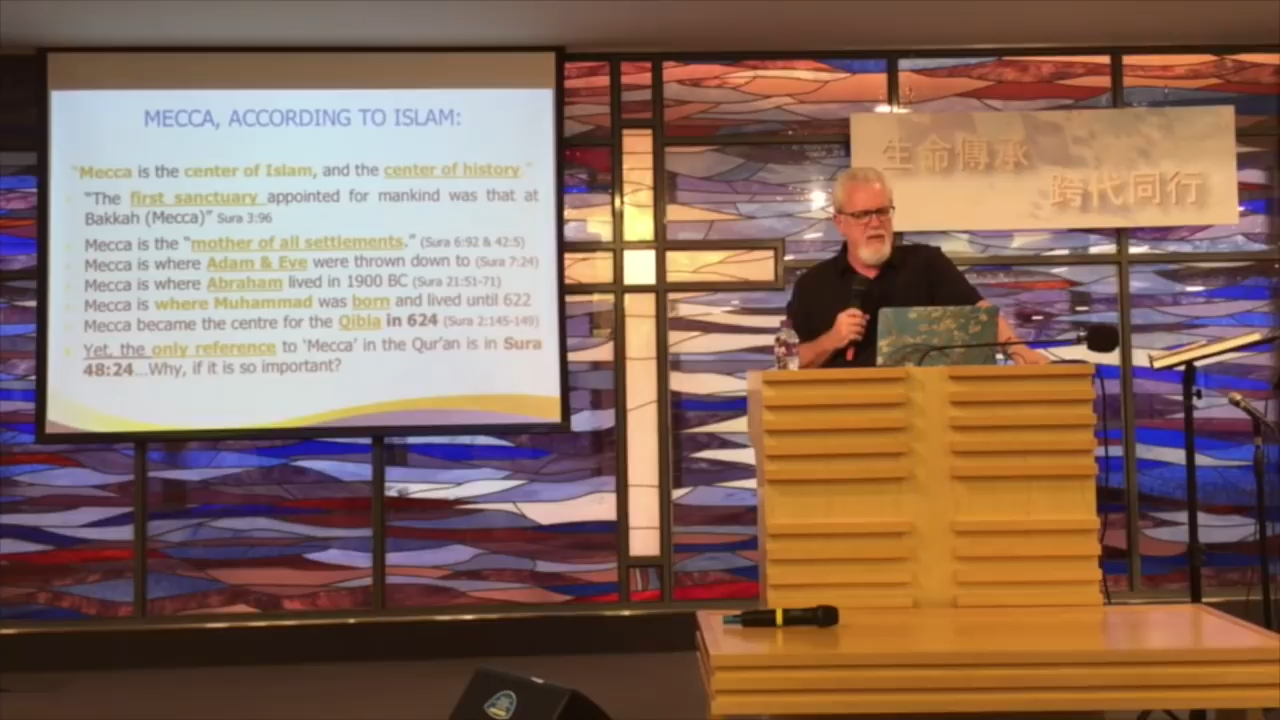 MECCA, ACCORDING TO ISLAM:
"Mecca is the center of Islam, and the center of history."
"The first sanctuary appointed for mankind was that at
Bakkah (Mecca)" Sura 3:96
Mecca is the "mother of all settlements." (Sura 6:92 & 42:5)
Mecca is where Adam & Eve were thrown down to (Sura 7:24)
Mecca is where Abraham lived in 1900 BC (Sura 21:51-71)
Mecca is where Muhammad was born and lived until 622
Mecca became the centre for the Qibla in 624 (Sura 2:145-149)
Yet, the only reference to 'Mecca' in the Qur'an is in Sura
48:24...Why, if it is so important?
生命傳承
跨代同行